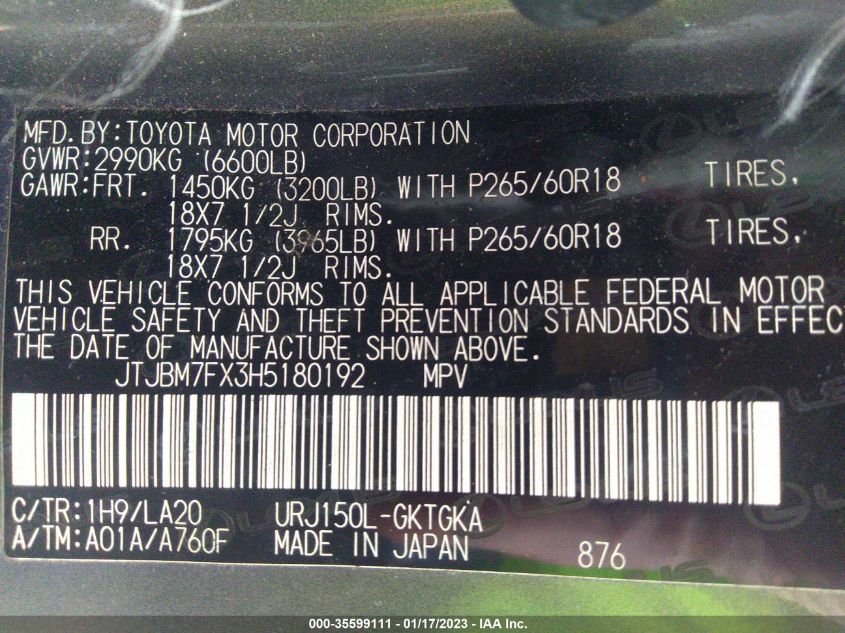 MFD.BY:TOYOTA MOTOR CORPORATION
GVWR:2990KG (6600LB)
GAWR:FRT. 1450KG (3200LB) WITH P265/60R18 TIRES,
18X7 1/2J RIMS.
RR. 1795KG (3965LB) WITH P265/60R18 TIRES,
18X7 1/2J RIMS.
THIS VEHICLE CONFORMS TO ALL APPLICABLE FEDERAL MOTOR
VEHICLE SAFETY AND THEFT PREVENTION STANDARDS IN EFFEC
THE DATE OF MANUFACTURE SHOWN ABOVE.
JTJBM7FX3H5180192 MPV
C/TR:1H9/LA20 URJ150L-GKTGKA
A/TM:A01A/A760F MADE IN JAPAN 876
000-35599111 - 01/17/2023 - IAA Inc.